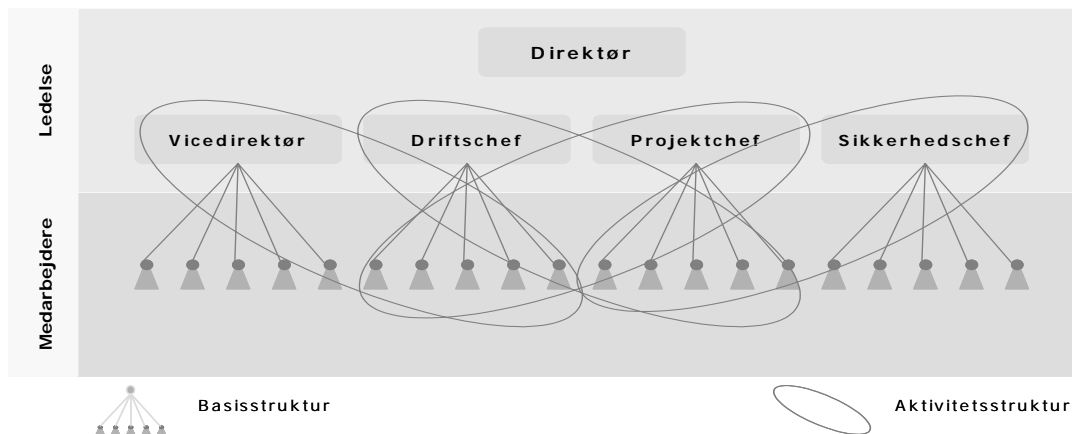 Ledelse
Direktør
Vicedirektør
Driftschef
Projektchef
Sikkerhedschef
Medarbejdere
Basisstruktur
Aktivitetsstruktur